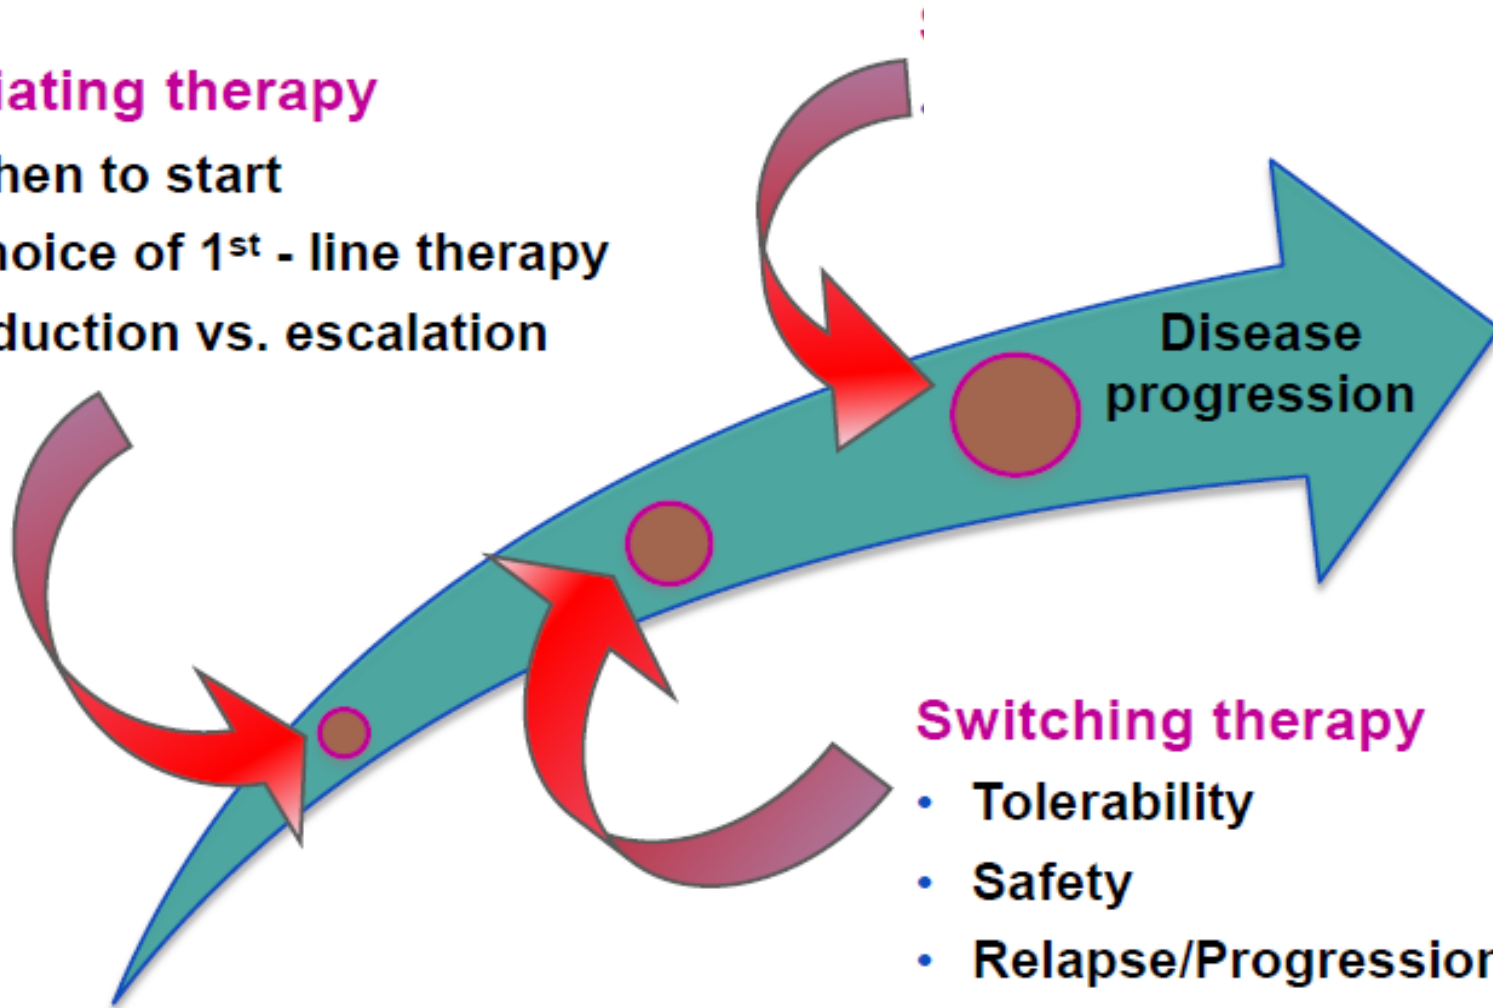 iating therapy
hen to start
hoice of 1st - line therapy
duction vs. escalation
Disease
progression
Switching therapy
• Tolerability
• Safety
• Relapse/Progression